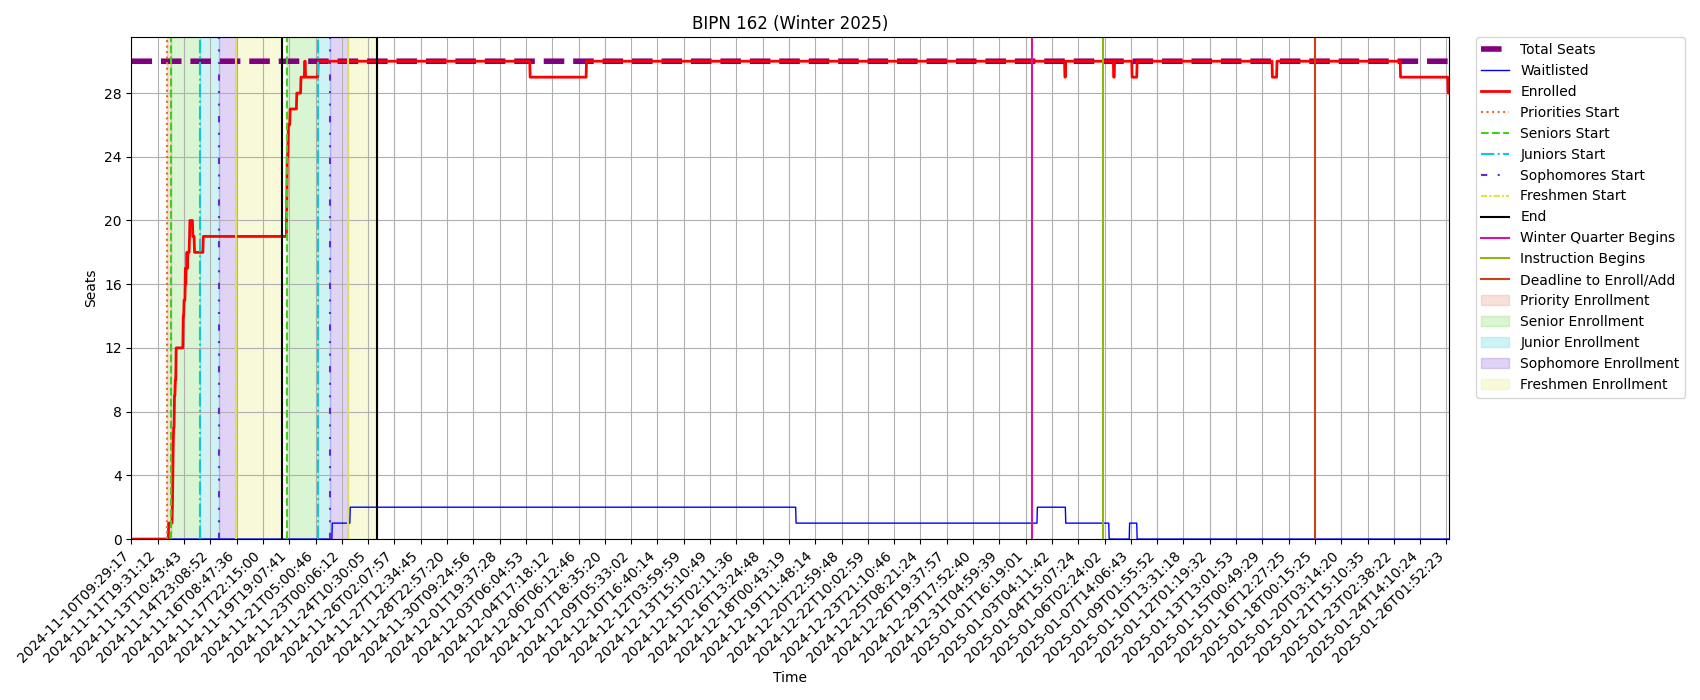 BIPN 162 (Winter 2025)
Seats
28
24
20
16
12
8
4
0
2024-11-10T09:29:17
2024-11-11T19:31:12
2024-11-13T10:43:43
2024-11-14T23:08:52
2024-11-16T08:47:36
2024-11-17T22:15:00
2024-11-19T19:07:41
2024-11-21T05:00:46
2024-11-23T00:06:12
2024-11-24T10:30:05
2024-11-26T02:07:57
2024-11-27T12:34:45
2024-11-28T22:57:20
2024-11-30T09:24:56
2024-12-01T19:37:28
2024-12-03T06:04:53
2024-12-04T17:18:12
2024-12-06T06:12:46
2024-12-07T18:35:20
2024-12-09T05:33:02
2024-12-10T16:40:14
2024-12-12T03:59:59
2024-12-13T15:10:49
2024-12-15T02:11:36
2024-12-16T13:24:48
2024-12-18T00:43:19
2024-12-19T11:48:14
2024-12-20T22:59:48
2024-12-22T10:02:59
2024-12-23T21:10:46
2024-12-25T08:21:24
2024-12-26T19:37:57
2024-12-29T17:52:40
2024-12-31T04:59:39
2025-01-01T16:19:01
2025-01-03T04:11:42
2025-01-04T15:07:24
2025-01-06T02:24:02
2025-01-07T14:06:43
2025-01-09T01:55:52
2025-01-10T13:31:18
2025-01-12T01:19:32
2025-01-13T13:01:53
2025-01-15T00:49:29
2025-01-16T12:27:25
2025-01-18T00:15:25
2025-01-20T03:14:20
2025-01-21T15:10:35
2025-01-23T02:38:22
2025-01-24T14:10:24
2025-01-26T01:52:23
Time
Total Seats
Waitlisted
Enrolled
Priorities Start
Seniors Start
Juniors Start
Sophomores Start
Freshmen Start
End
Winter Quarter Begins
Instruction Begins
Deadline to Enroll/Add
Priority Enrollment
Senior Enrollment
Junior Enrollment
Sophomore Enrollment
Freshmen Enrollment